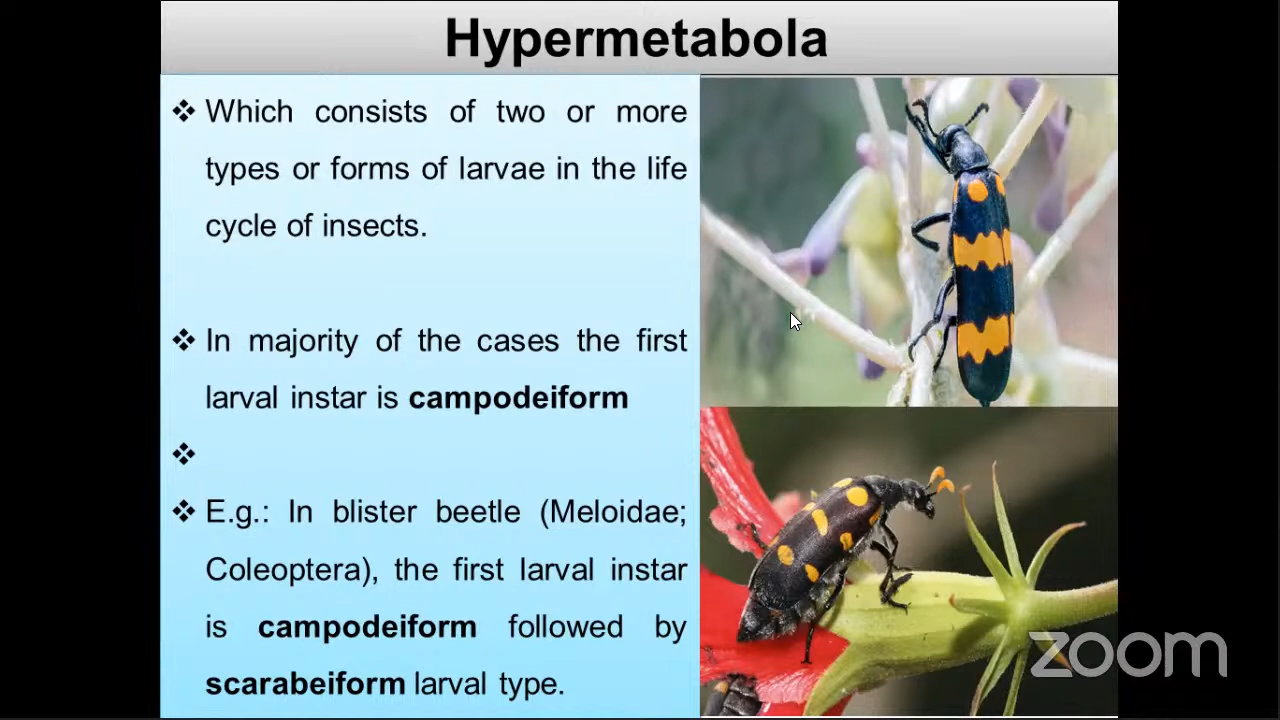 Hypermetabola
❖ Which consists of two or more
types or forms of larvae in the life
cycle of insects.
❖ In majority of the cases the first
larval instar is campodeiform
❖
❖ E.g.: In blister beetle (Meloidae;
Coleoptera), the first larval instar
is campodeiform followed by
scarabeiform larval type.
zoom